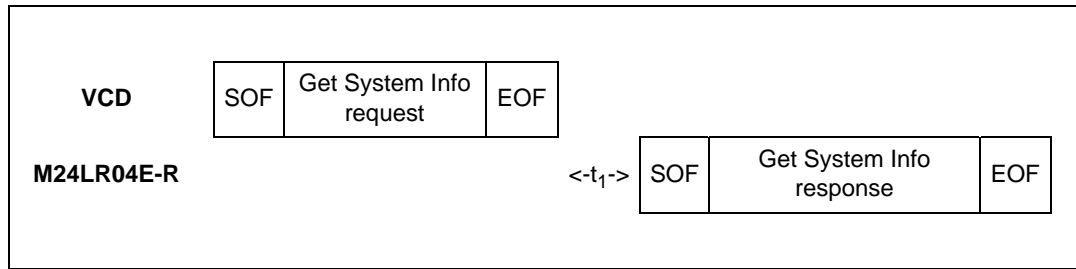 VCD
SOF
Get System Info
request
EOF
M24LR04E-R
<-t1->
SOF
Get System Info
response
EOF